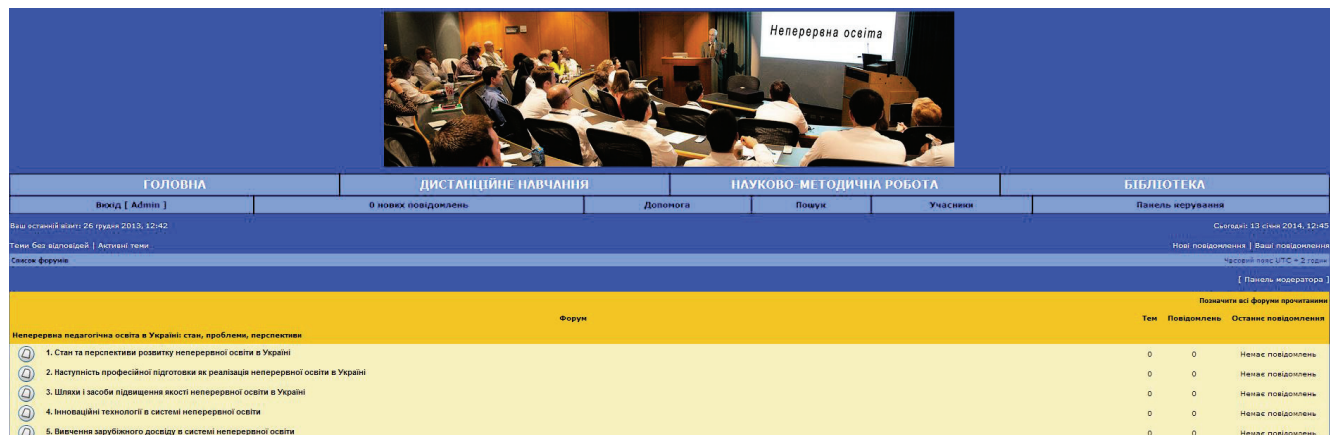 Неперервна освіта
ГОЛОВНА ДИСТАНЦІЙНЕ НАВЧАННЯ НАУКОВО-МЕТОДИЧНА РОБОТА БІБЛІОТЕКА
Вихід [ Admin ] 0 нових повідомлень Допомога Пошук Учасники Панель керування
Ваш останній візит: 26 грудня 2013, 12:42 Сьогодні: 13 січня 2014, 12:45
Теми без відповідей | Активні теми Нові повідомлення | Ваші повідомлення
Список форумів Часовий пояс UTC + 2 годин
[ Панель модератора ]
Позначити всі форуми прочитаними
Форум Тем Повідомлень Останнє повідомлення
Неперервна педагогічна освіта в Україні: стан, проблеми, перспективи
1. Стан та перспективи розвитку неперервної освіти в Україні 0 0 Немає повідомлень
2. Наступність професійної підготовки як реалізація неперервної освіти в Україні 0 0 Немає повідомлень
3. Шляхи і засоби підвищення якості неперервної освіти в Україні 0 0 Немає повідомлень
4. Інноваційні технології в системі неперервної освіти 0 0 Немає повідомлень
5. Вивчення зарубіжного досвіду в системі неперервної освіти 0 0 Немає повідомлень